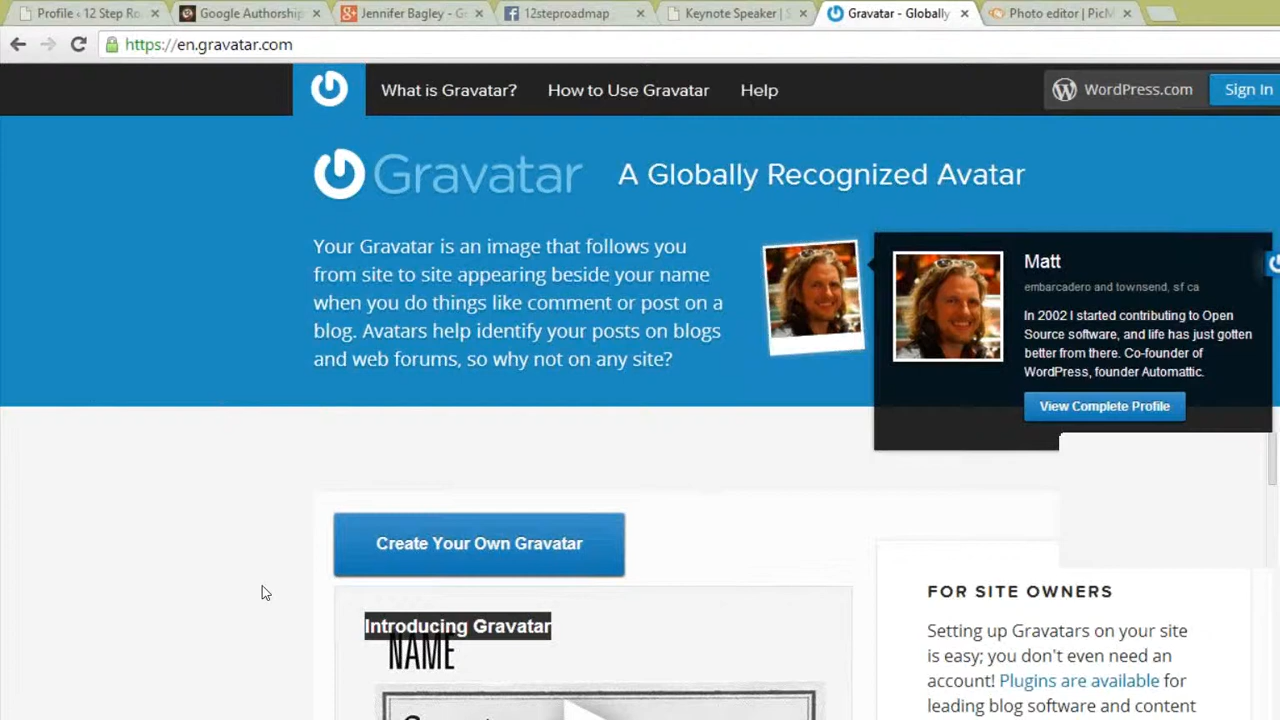 Profile ‹ 12 Step Ro
Google Authorship
Jennifer Bagley - G
12steproadmap
Keynote Speaker | S
Gravatar - Globally
Photo editor | PicM
https://en.gravatar.com
What is Gravatar?
How to Use Gravatar
Help
WordPress.com
Sign In
Gravatar
A Globally Recognized Avatar
Your Gravatar is an image that follows you
from site to site appearing beside your name
when you do things like comment or post on a
blog. Avatars help identify your posts on blogs
and web forums, so why not on any site?
Matt
embarcadero and townsend, sf ca
In 2002 I started contributing to Open
Source software, and life has just gotten
better from there. Co-founder of
WordPress, founder Automattic.
View Complete Profile
Create Your Own Gravatar
Introducing Gravatar
NAME
FOR SITE OWNERS
Setting up Gravatars on your site
is easy; you don't even need an
account! Plugins are available for
leading blog software and content